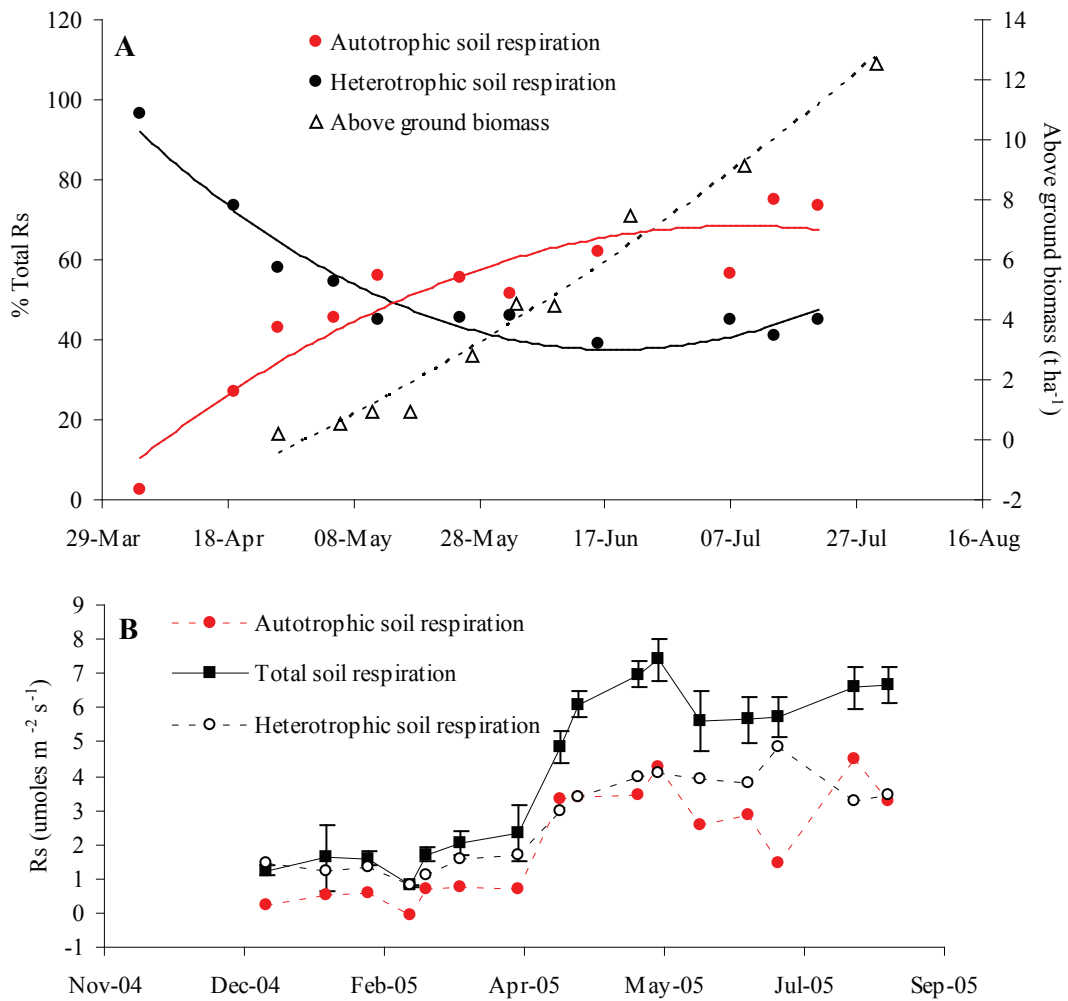 A
Autotrophic soil respiration
Heterotrophic soil respiration
Above ground biomass
% Total Rs
120
100
80
60
40
20
0
Above ground biomass (t ha-1)
14
12
10
8
6
4
2
0
-2
29-Mar 18-Apr 08-May 28-May 17-Jun 07-Jul 27-Jul 16-Aug
B
Autotrophic soil respiration
Total soil respiration
Heterotrophic soil respiration
Rs (umoles m-2 s-1)
9
8
7
6
5
4
3
2
1
0
-1
Nov-04 Dec-04 Feb-05 Apr-05 May-05 Jul-05 Sep-05